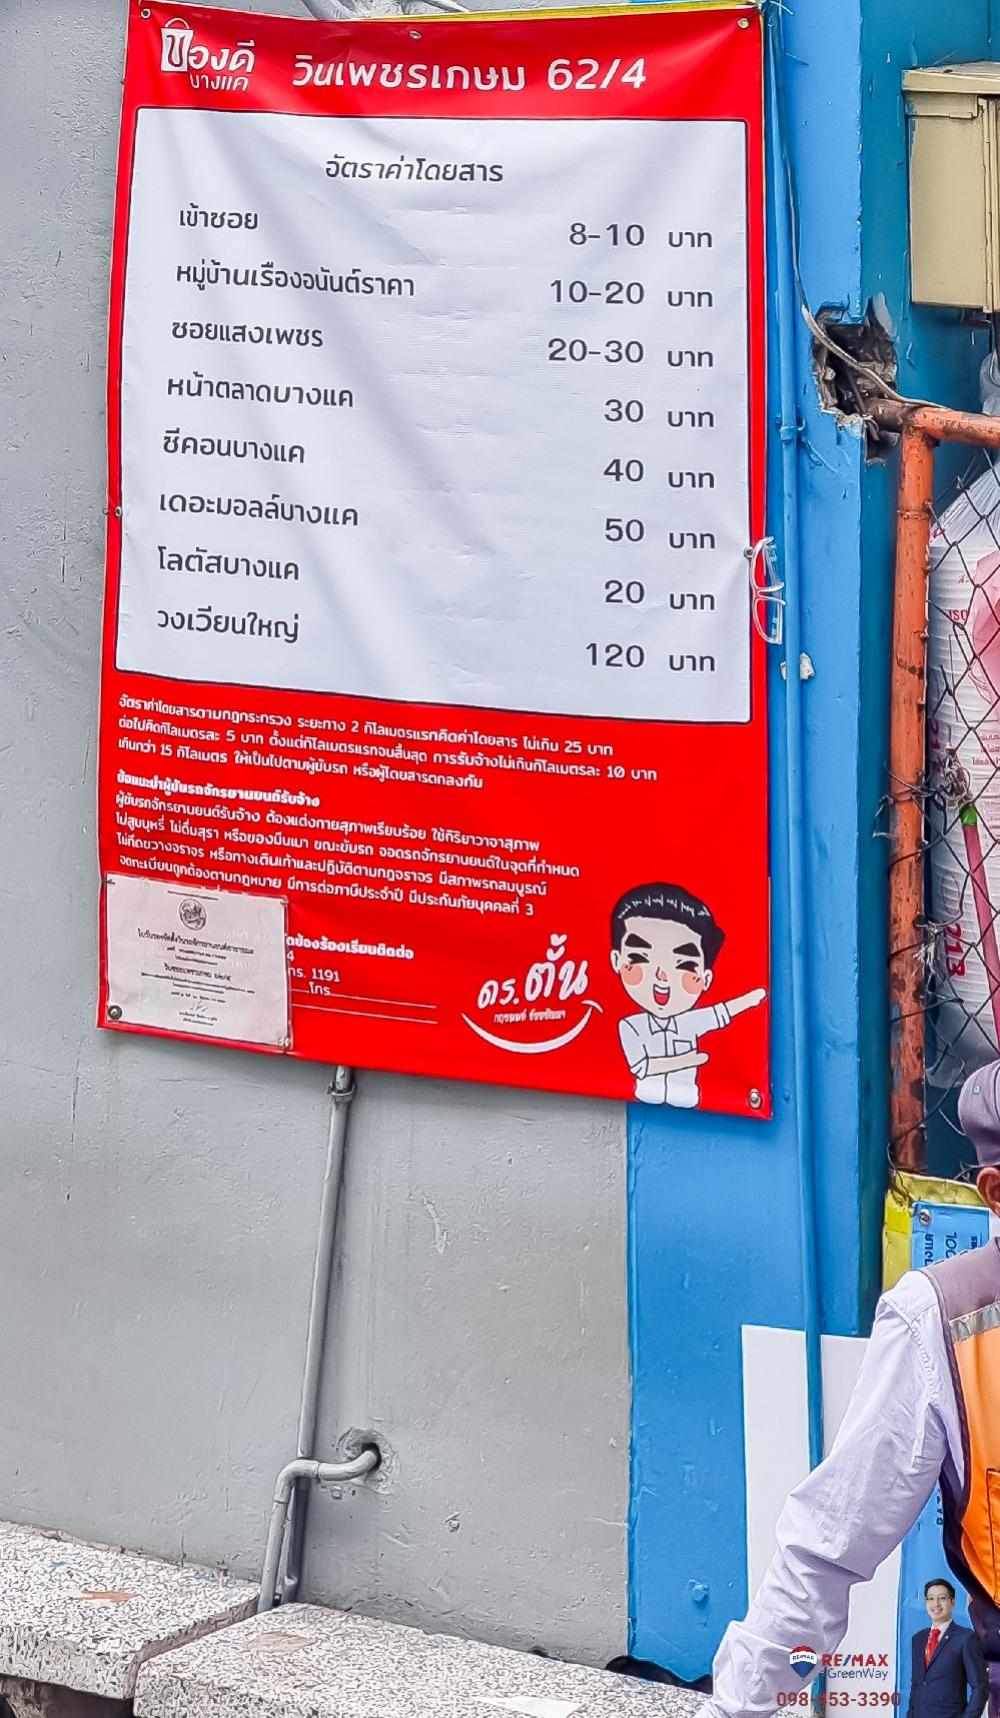 ของดี
บางแค
วินเพชรเกษม 62/4
อัตราค่าโดยสาร
เข้าซอย 8-10 บาท
หมู่บ้านเรืองอนันต์ราคา 10-20 บาท
ซอยแสงเพชร 20-30 บาท
หน้าตลาดบางแค 30 บาท
ซีคอนบางแค 40 บาท
เดอะมอลล์บางแค 50 บาท
โลตัสบางแค 20 บาท
วงเวียนใหญ่ 120 บาท
อัตราค่าโดยสารตามกฎกระทรวง ระยะทาง 2 กิโลเมตรแรกคิดค่าโดยสาร ไม่เกิน 25 บาท
ต่อไปคิดกิโลเมตรละ 5 บาท ตั้งแต่กิโลเมตรแรกจนสิ้นสุด การรับจ้างไม่เกินกิโลเมตรละ 10 บาท
เกินกว่า 15 กิโลเมตร ให้เป็นไปตามผู้ขับรถ หรือผู้โดยสารตกลงกัน
ข้อแนะนำผู้ขับรถจักรยานยนต์รับจ้าง
ผู้ขับรถจักรยานยนต์รับจ้าง ต้องแต่งกายสุภาพเรียบร้อย ใช้กิริยาวาจาสุภาพ
ไม่สูบบุหรี่ ไม่ดื่มสุรา หรือของมึนเมา ขณะขับรถ จอดรถจักรยานยนต์ในจุดที่กำหนด
ไม่กีดขวางจราจร หรือทางเดินเท้าและปฏิบัติตามกฎจราจร มีสภาพรถสมบูรณ์
จดทะเบียนถูกต้องตามกฎหมาย มีการต่อภาษีประจำปี มีประกันภัยบุคคลที่ 3
ข้องร้องเรียนติดต่อ
4
โทร. 1191
โทร.
ดร.ตั้น
RE/MAX
GreenWay
098-653-3390